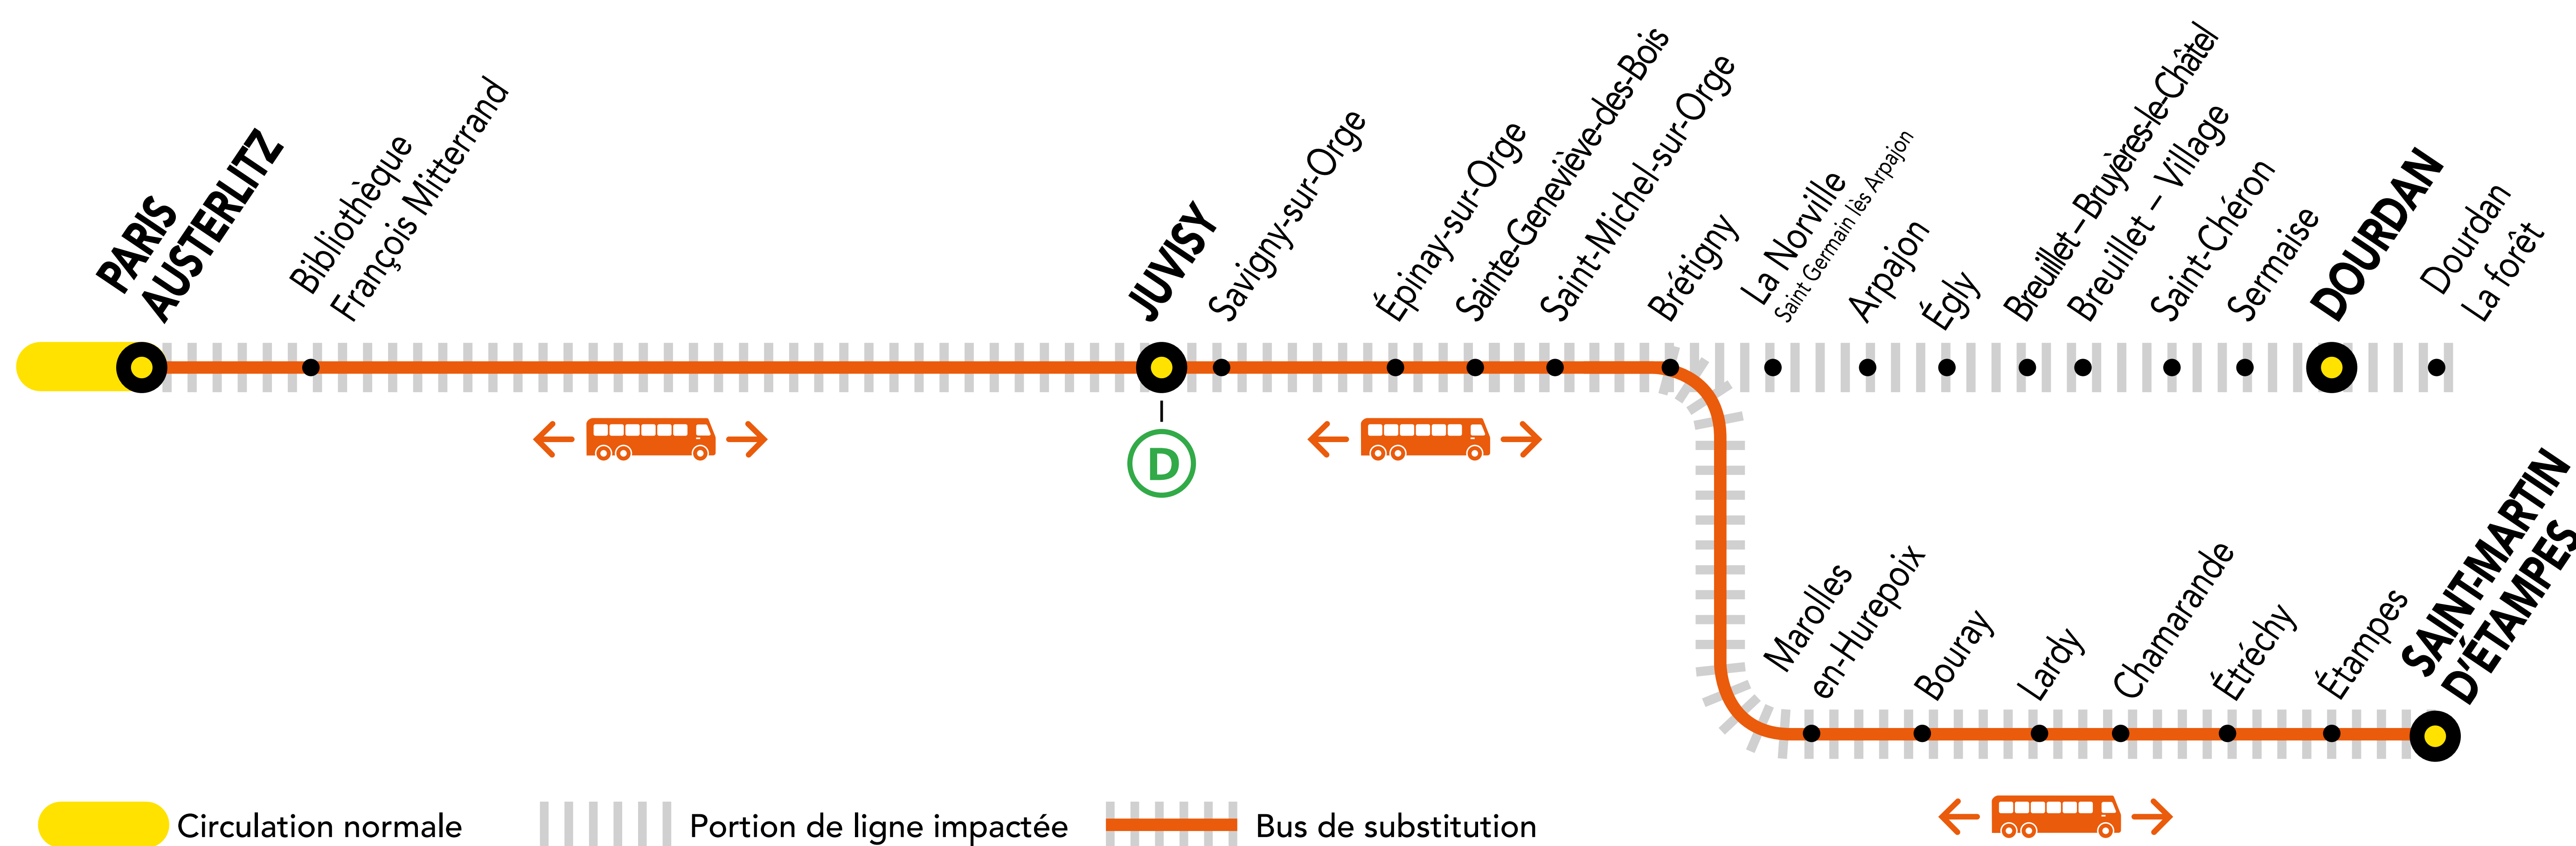 PARIS
AUSTERLITZ
Bibliothèque
François Mitterrand
JUVISY
Savigny-sur-Orge
Épinay-sur-Orge
Sainte-Geneviève-des-Bois
Saint-Michel-sur-Orge
Brétigny
La Norville
Saint Germain lès Arpajon
Arpajon
Égly
Breuillet – Bruyères-le-Châtel
Breuillet – Village
Saint-Chéron
Sermaise
DOURDAN
Dourdan
La forêt
D
Marolles
en-Hurepoix
Bouray
Lardy
Chamarande
Étréchy
Étampes
SAINT-MARTIN
D'ÉTAMPES
Circulation normale
Portion de ligne impactée
Bus de substitution